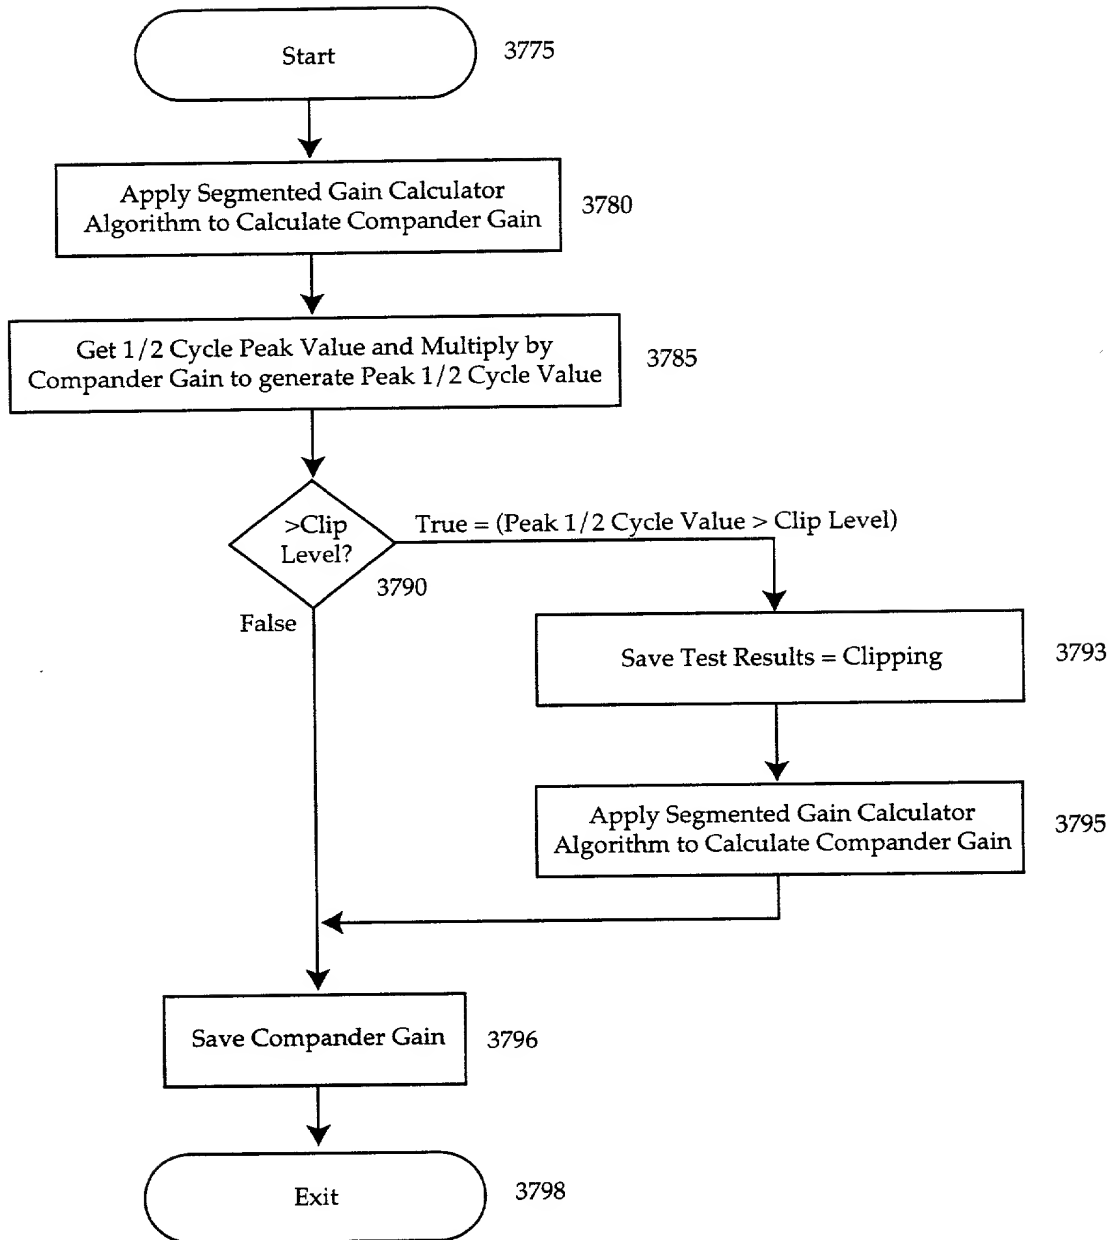 Start
3775
Apply Segmented Gain Calculator
Algorithm to Calculate Compander Gain
3780
Get 1/2 Cycle Peak Value and Multiply by
Compander Gain to generate Peak 1/2 Cycle Value
3785
>Clip
Level?
3790
True = (Peak 1/2 Cycle Value > Clip Level)
False
Save Test Results = Clipping
3793
Apply Segmented Gain Calculator
Algorithm to Calculate Compander Gain
3795
Save Compander Gain
3796
Exit
3798